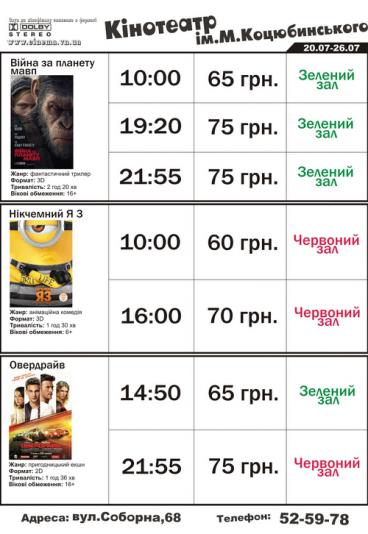 DOLBY
STEREO
www.cinema.vn.ua
Кінотеатр
ім.М.Коцюбинського
20.07-26.07
Війна за планету
мавп
Жанр: фантастичний трилер
Формат: 3D
Тривалість: 2 год 20 хв
Вікові обмеження: 16+
10:00 65 грн. Зелений зал
19:20 75 грн. Зелений зал
21:55 75 грн. Зелений зал
Нікчемний Я 3
Жанр: анімаційна комедія
Формат: 3D
Тривалість: 1 год 30 хв
Вікові обмеження: 6+
10:00 60 грн. Червоний зал
16:00 70 грн. Червоний зал
Овердрайв
Жанр: пригодницький екшн
Формат: 2D
Тривалість: 1 год 36 хв
Вікові обмеження: 16+
14:50 65 грн. Зелений зал
21:55 75 грн. Червоний зал
Адреса: вул.Соборна,68 Телефон: 52-59-78